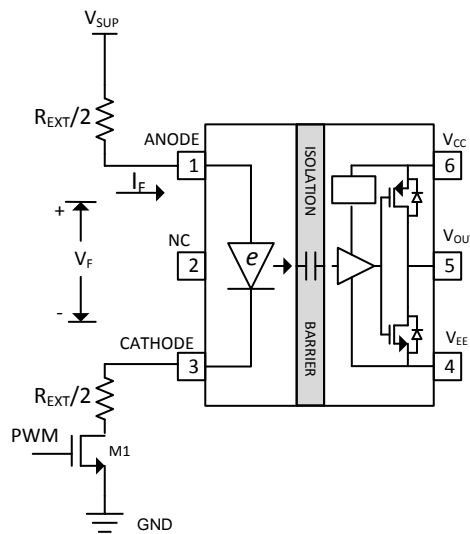 VSUP
REXT/2
ANODE
1
IF
+
VF
-
NC
2
e
ISOLATION
BARRIER
VCC
6
VOUT
5
VEE
4
CATHODE
3
REXT/2
PWM
M1
GND